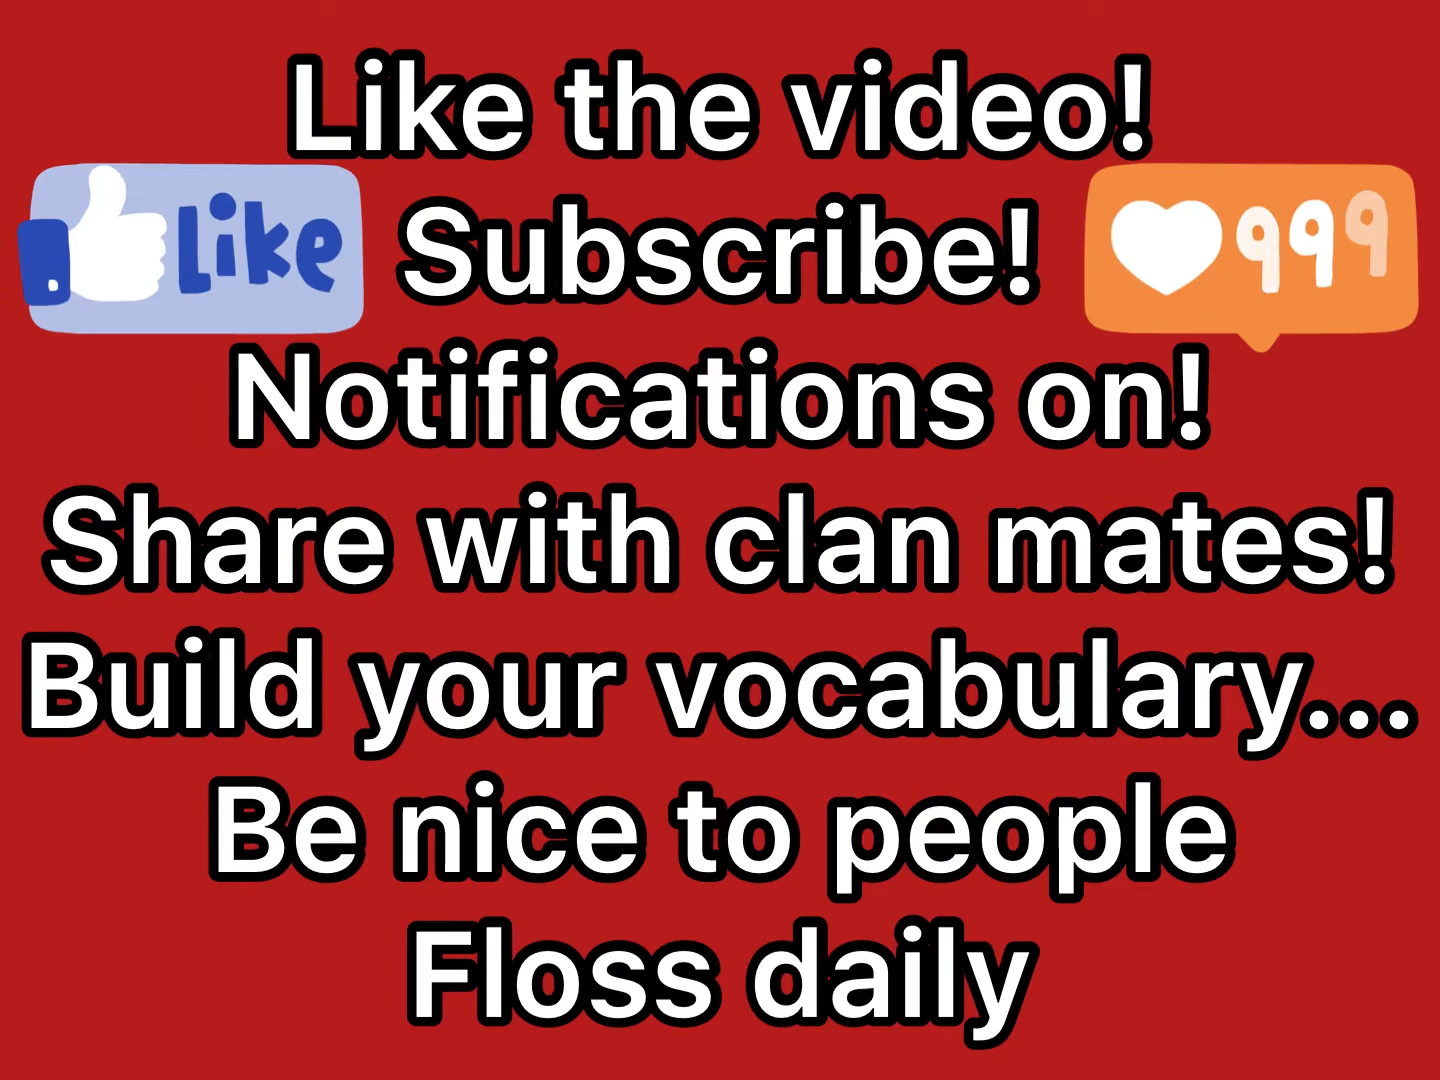 Like the video!
Like
Subscribe!
999
Notifications on!
Share with clan mates!
Build your vocabulary...
Be nice to people
Floss daily